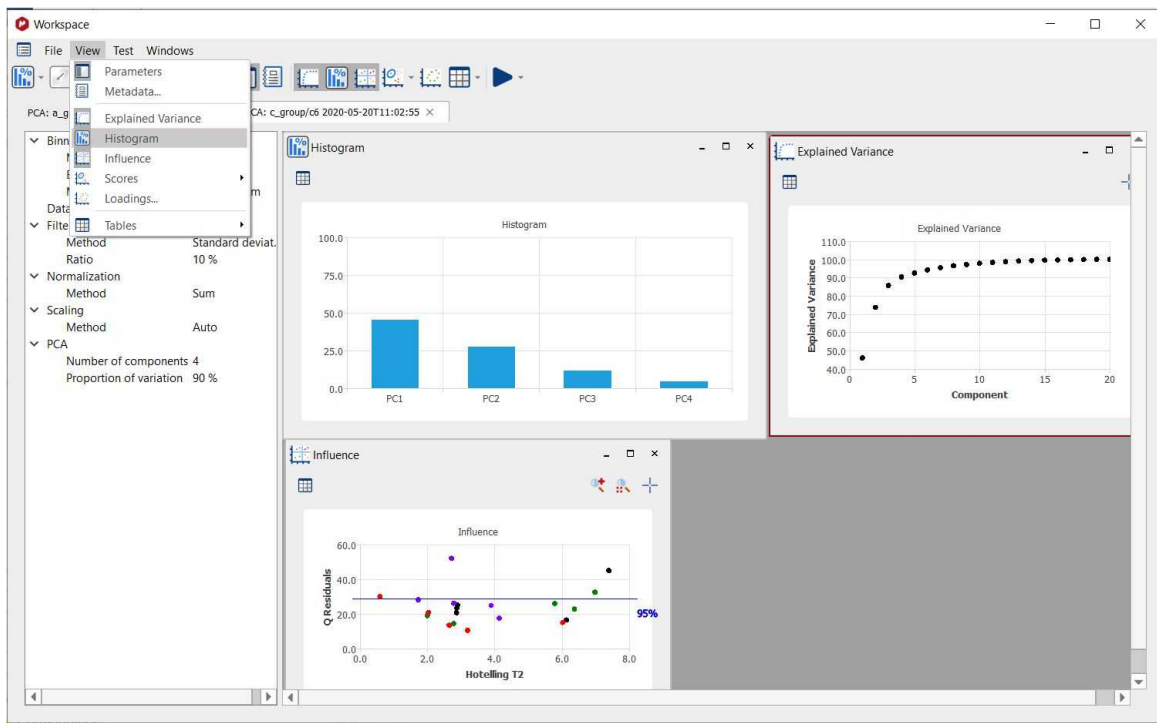 Workspace
File View Test Windows
Parameters
Metadata...
Explained Variance
Histogram
Influence
Scores
Loadings...
Tables
PCA: a_g
CA: c_group/c6 2020-05-20T11:02:55
Binn
Data
Filte
Method Standard deviat.
Ratio 10 %
Normalization
Method Sum
Scaling
Method Auto
PCA
Number of components 4
Proportion of variation 90 %
Histogram
Histogram
100.0
75.0
50.0
25.0
0.0
PC1 PC2 PC3 PC4
Explained Variance
Explained Variance
Explained Variance
110.0
100.0
90.0
80.0
70.0
60.0
50.0
40.0
0 5 10 15 20
Component
Influence
Influence
Q Residuals
60.0
40.0
20.0
0.0
95%
0.0 2.0 4.0 6.0 8.0
Hotelling T2